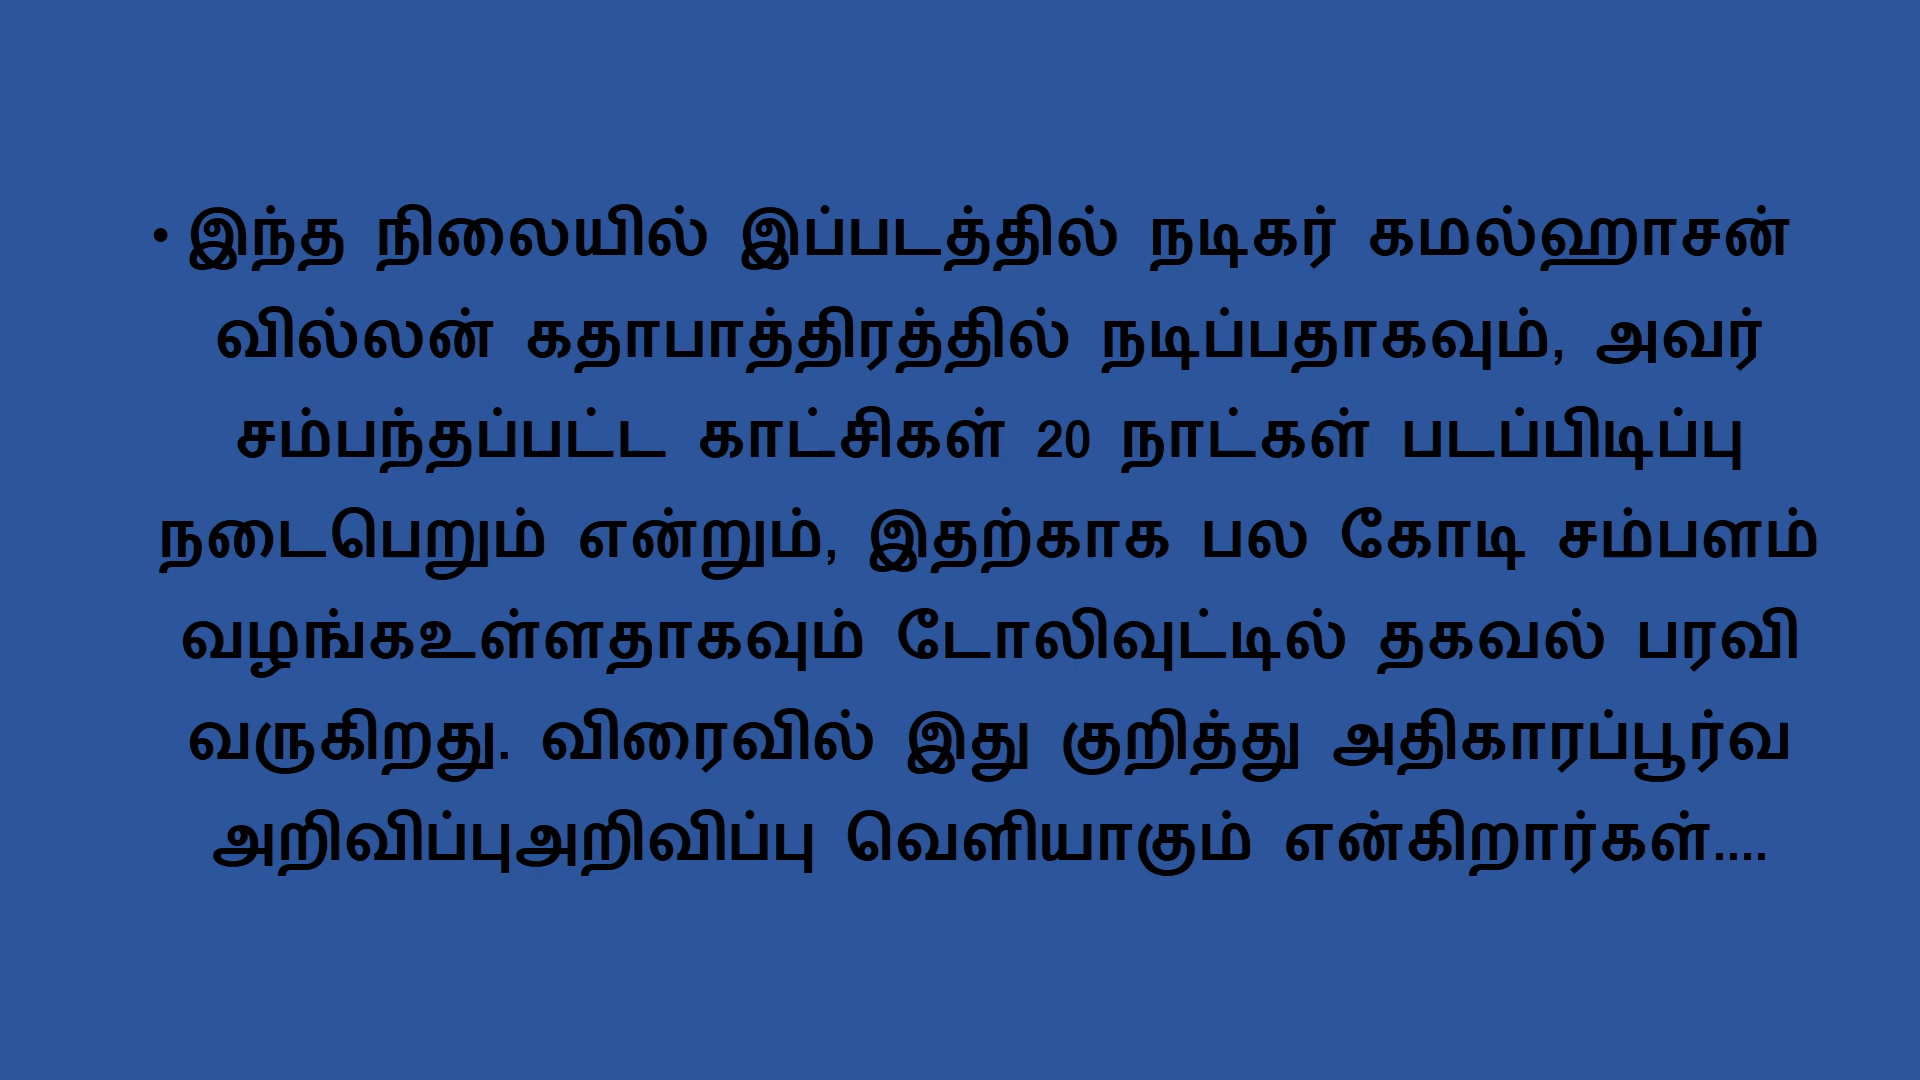 • இந்த நிலையில் இப்படத்தில் நடிகர் கமல்ஹாசன்
வில்லன் கதாபாத்திரத்தில் நடிப்பதாகவும், அவர்
சம்பந்தப்பட்ட காட்சிகள் 20 நாட்கள் படப்பிடிப்பு
நடைபெறும் என்றும், இதற்காக பல கோடி சம்பளம்
வழங்கஉள்ளதாகவும் டோலிவுட்டில் தகவல் பரவி
வருகிறது. விரைவில் இது குறித்து அதிகாரப்பூர்வ
அறிவிப்புஅறிவிப்பு வெளியாகும் என்கிறார்கள்....